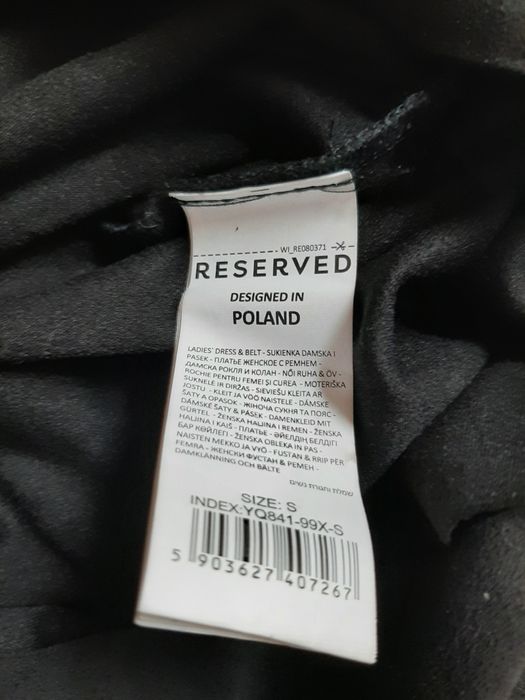 WI_RE080371
RESERVED
DESIGNED IN
POLAND
LADIES' DRESS & BELT - SUKIENKA DAMSKA I
PASEK - ПЛАТЬЕ ЖЕНСКОЕ С РЕМНЕМ -
ДАМСКА РОКЛЯ И КОЛАН - NŐI RUHA & ÖV -
ROCHIE PENTRU FEMEI ȘI CUREA - MOTERIŠKA
SUKNELĖ IR DIRŽAS - SIEVIEŠU KLEITA AR
JOSTU - KLEIT JA VÖÖ NAISTELE - DÁMSKE
ŠATY A OPASOK - ЖІНОЧА СУКНЯ ТА ПОЯС -
DÁMSKÉ ŠATY & PÁSEK - DAMENKLEID MIT
GÜRTEL - ŽENSKA HALJINA I REMEN - ŽENSKA
HALJINA I KAIŠ - ПЛАТЬЕ - ӘЙЕЛДІҢ БЕЛДІГІ
БАР КӨЙЛЕГІ - ŽENSKA OBLEKA IN PAS -
NAISTEN MEKKO JA VYÖ - FUSTAN & RRIP PËR
FEMRA - ЖЕНСКИ ФУСТАН & РЕМЕН -
DAMKLÄNNING OCH BÄLTE
שמלת וחגורת נשים
SIZE: S
INDEX:YQ841-99X-S
5 903627 407267